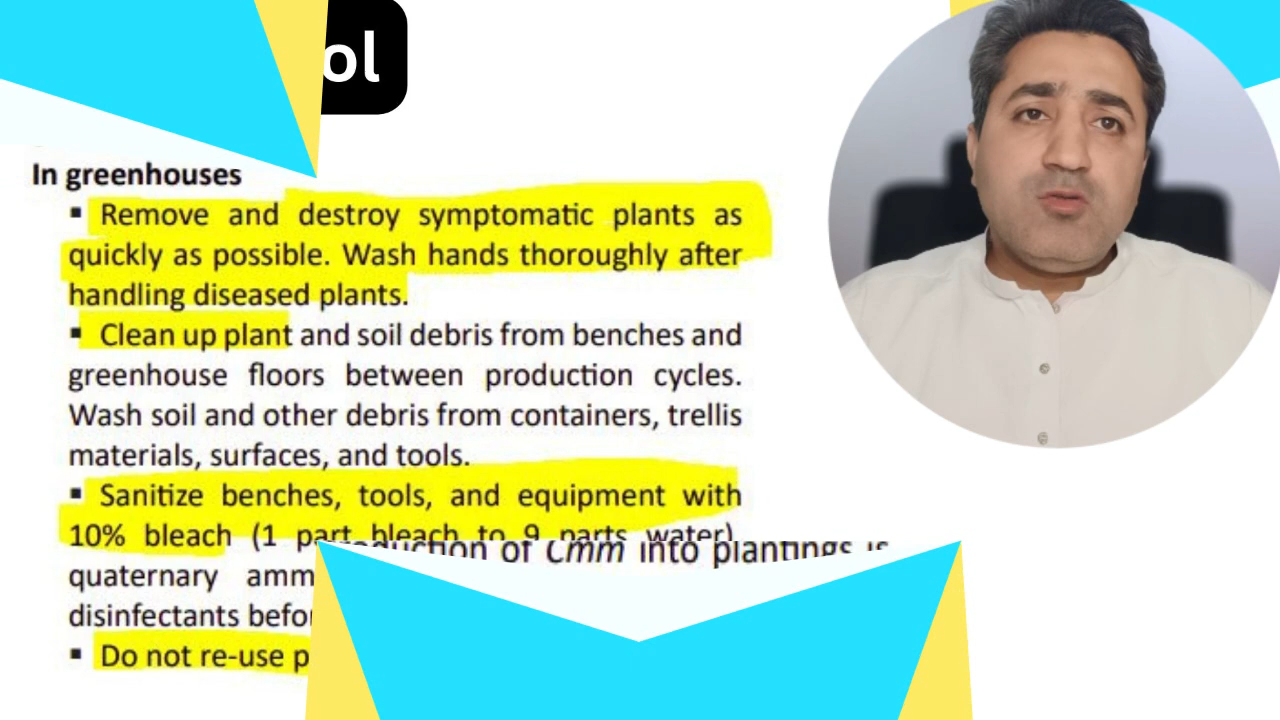 ol
In greenhouses
▪ Remove and destroy symptomatic plants as
quickly as possible. Wash hands thoroughly after
handling diseased plants.
▪ Clean up plant and soil debris from benches and
greenhouse floors between production cycles.
Wash soil and other debris from containers, trellis
materials, surfaces, and tools.
▪ Sanitize benches, tools, and equipment with
10% bleach (1 part bleach to 9 parts water),
of Cmm into plantings is
quaternary amm
disinfectants befo
▪ Do not re-use p